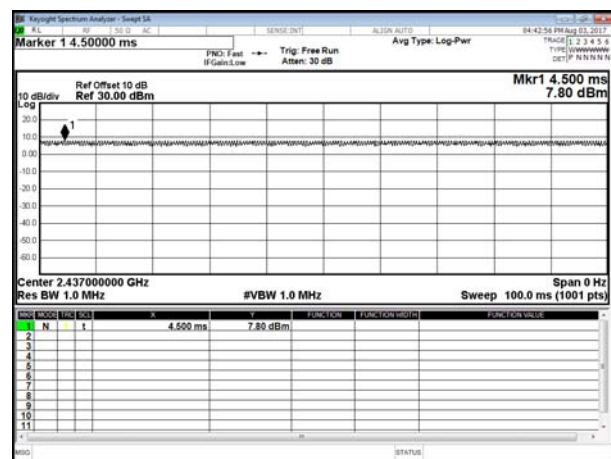 Keysight Spectrum Analyzer - Swept SA
RL RF 50 Ω AC SENSE:INT ALIGN AUTO 04:42:56 PM Aug 03, 2017
Marker 1 4.50000 ms
PNO: Fast
IFGain:Low
Trig: Free Run
Atten: 30 dB
Avg Type: Log-Pwr
TRACE 1 2 3 4 5 6
TYPE
DET P N N N N N
Ref Offset 10 dB
10 dB/div Ref 30.00 dBm
Log
Mkr1 4.500 ms
7.80 dBm
20.0
1
10.0
0.00
-10.0
-20.0
-30.0
-40.0
-50.0
-60.0
Center 2.437000000 GHz Span 0 Hz
Res BW 1.0 MHz #VBW 1.0 MHz Sweep 100.0 ms (1001 pts)
MKR MODE TRC SCL X Y FUNCTION FUNCTION WIDTH FUNCTION VALUE
1 N 1 t 4.500 ms 7.80 dBm
2
3
4
5
6
7
8
9
10
11
MSG STATUS